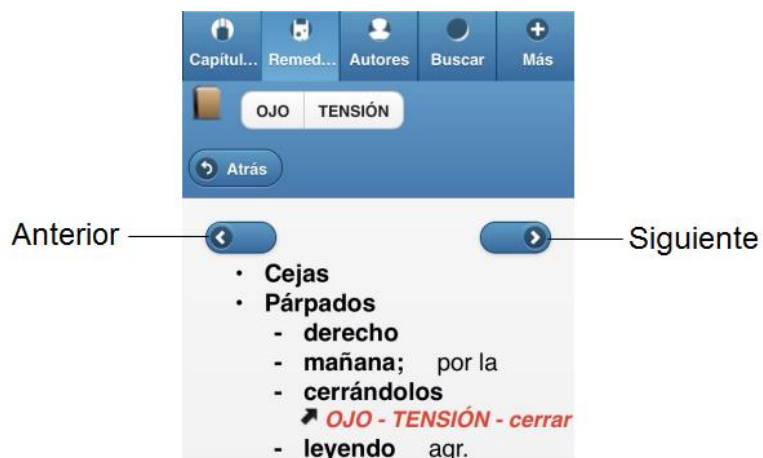 Capítul... Remed... Autores Buscar Más
OJO TENSIÓN
Atrás
Anterior Siguiente
• Cejas
• Párpados
- derecho
- mañana; por la
- cerrándolos
OJO - TENSIÓN - cerrar
- leyendo agr.